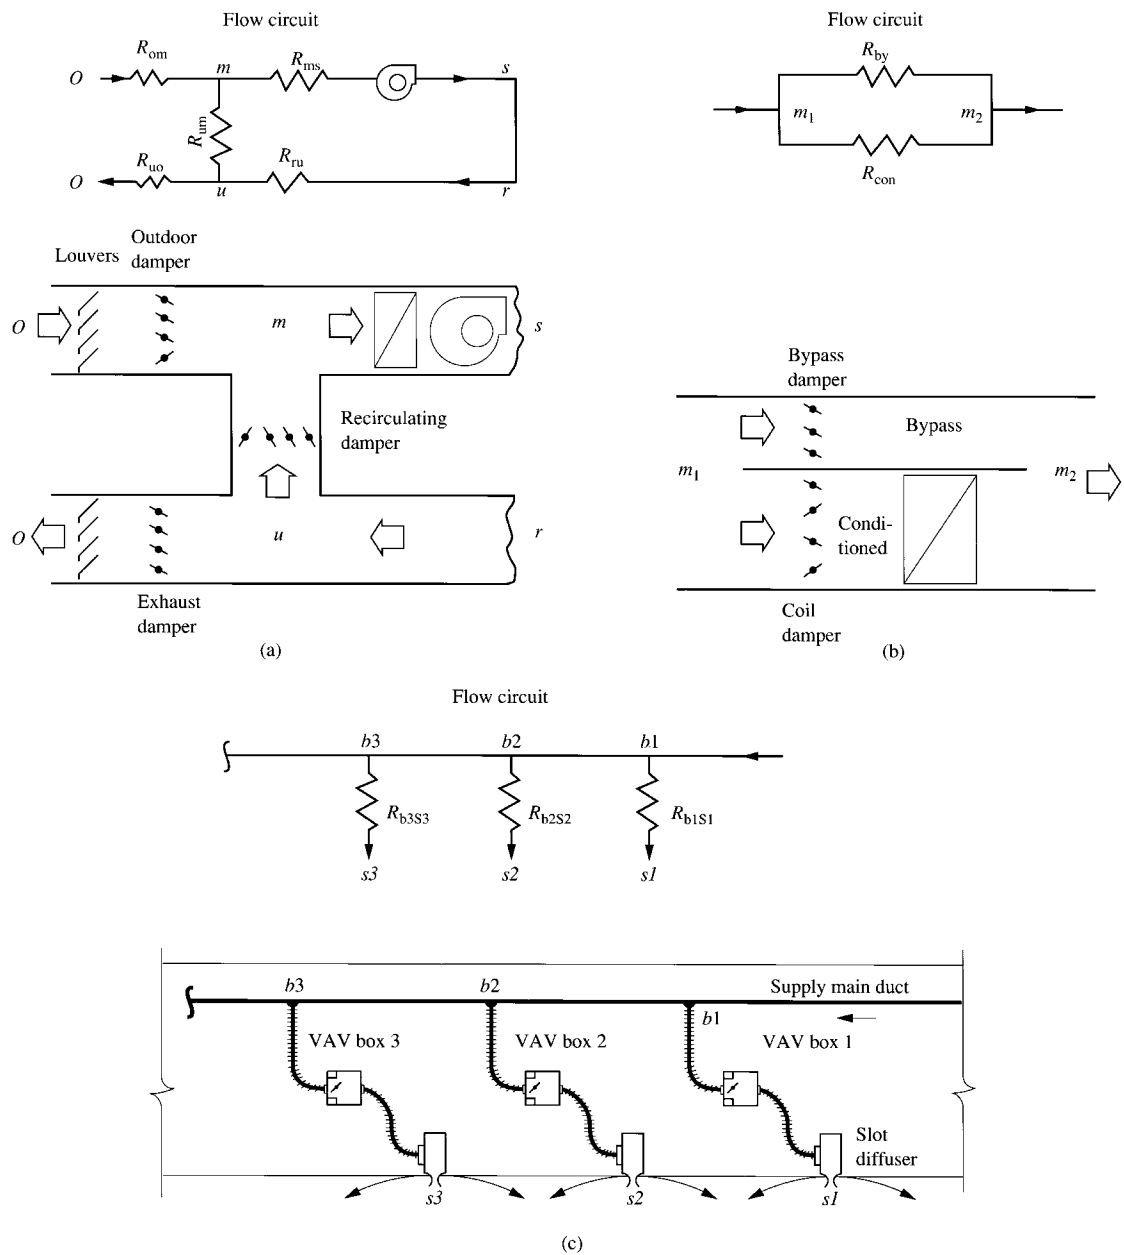 Flow circuit
R_om
m
R_ms
O
s
R_um
R_uo
R_ru
O
u
r
Flow circuit
R_by
m_1
m_2
R_con
Louvers
Outdoor
damper
O
m
s
Recirculating
damper
O
u
r
Exhaust
damper
(a)
Bypass
damper
Bypass
m_1
m_2
Condi-
tioned
Coil
damper
(b)
Flow circuit
b3
b2
b1
R_b3S3
R_b2S2
R_b1S1
s3
s2
s1
b3
b2
Supply main duct
b1
VAV box 3
VAV box 2
VAV box 1
Slot
diffuser
s3
s2
s1
(c)